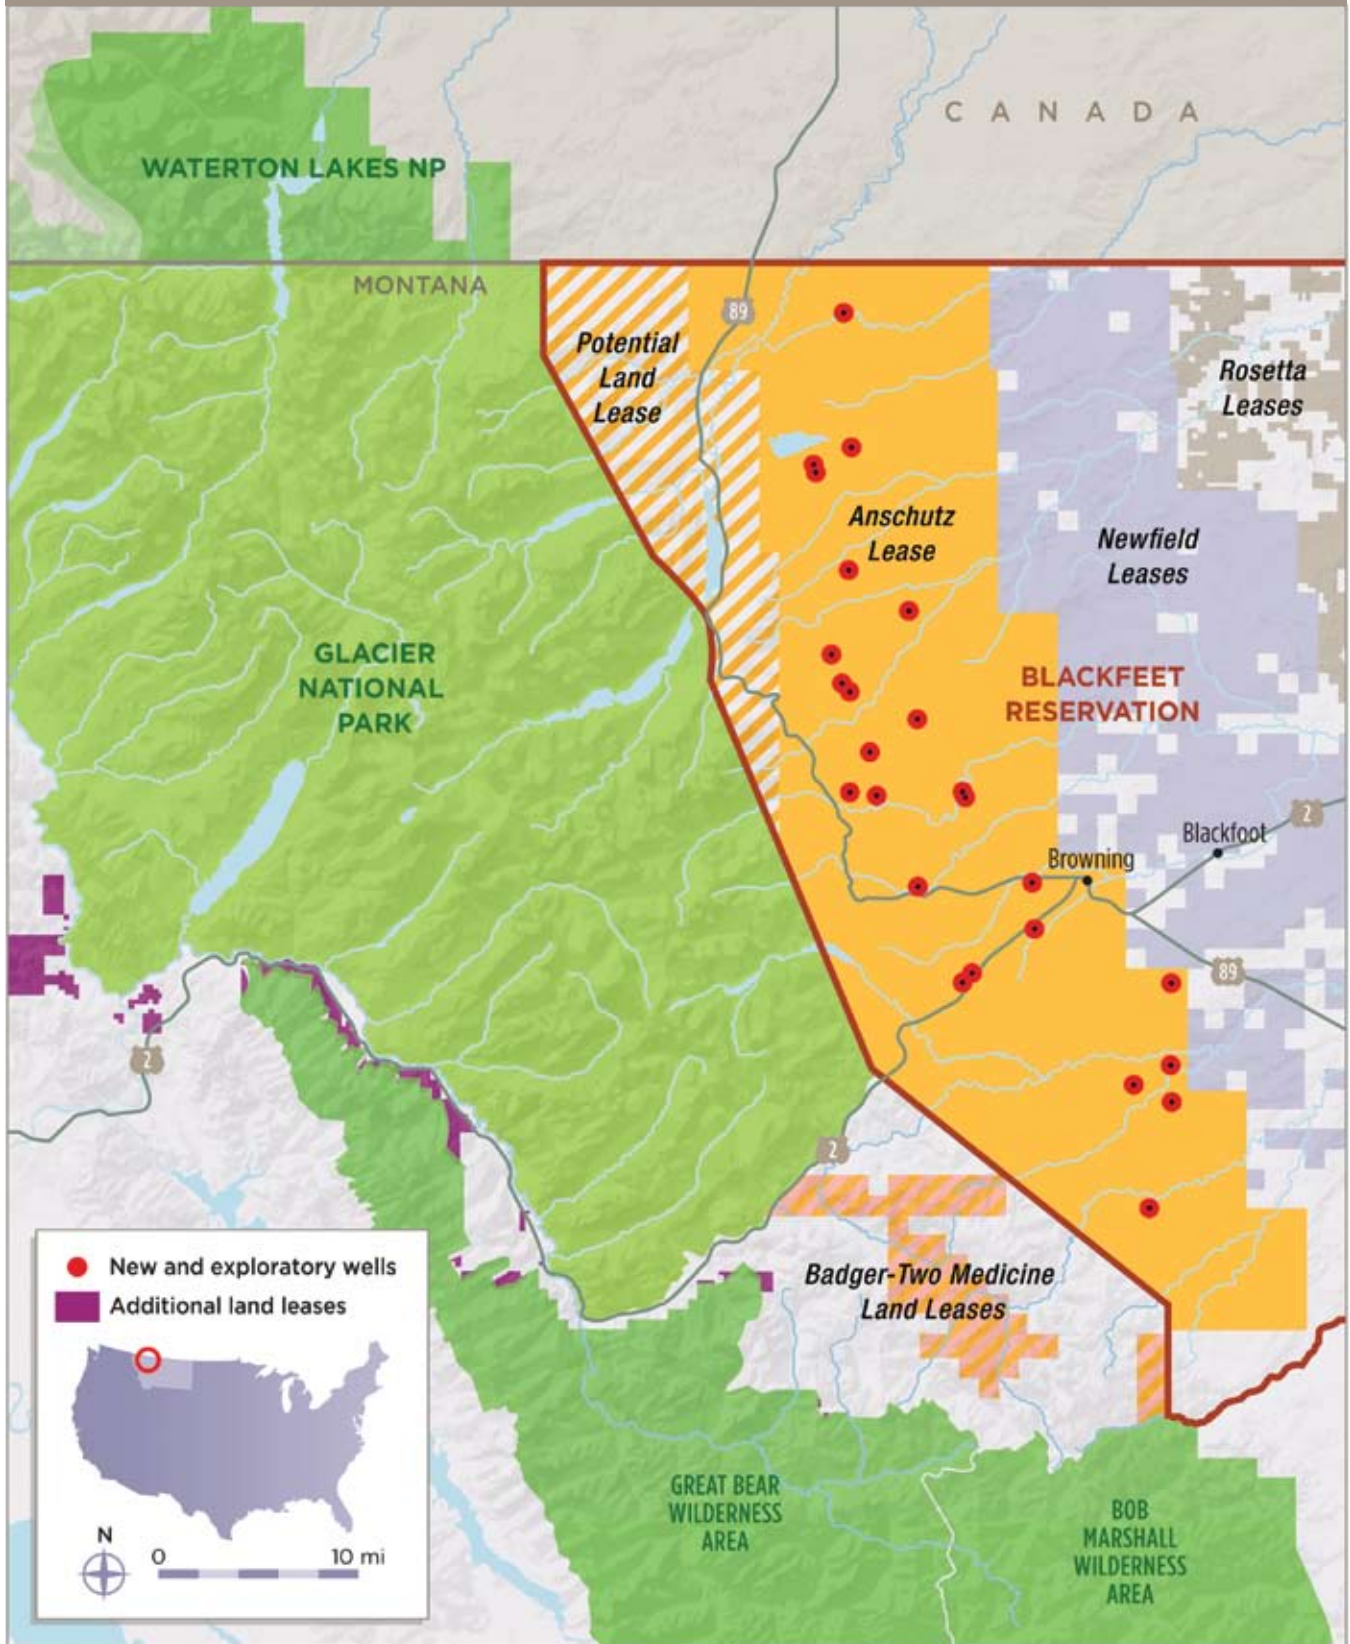 C A N A D A
WATERTON LAKES NP
MONTANA
89
Potential
Land
Lease
Rosetta
Leases
Anschutz
Lease
Newfield
Leases
GLACIER
NATIONAL
PARK
BLACKFEET
RESERVATION
2
Blackfoot
Browning
89
2
2
Badger-Two Medicine
Land Leases
New and exploratory wells
Additional land leases
N
0 10 mi
GREAT BEAR
WILDERNESS
AREA
BOB
MARSHALL
WILDERNESS
AREA